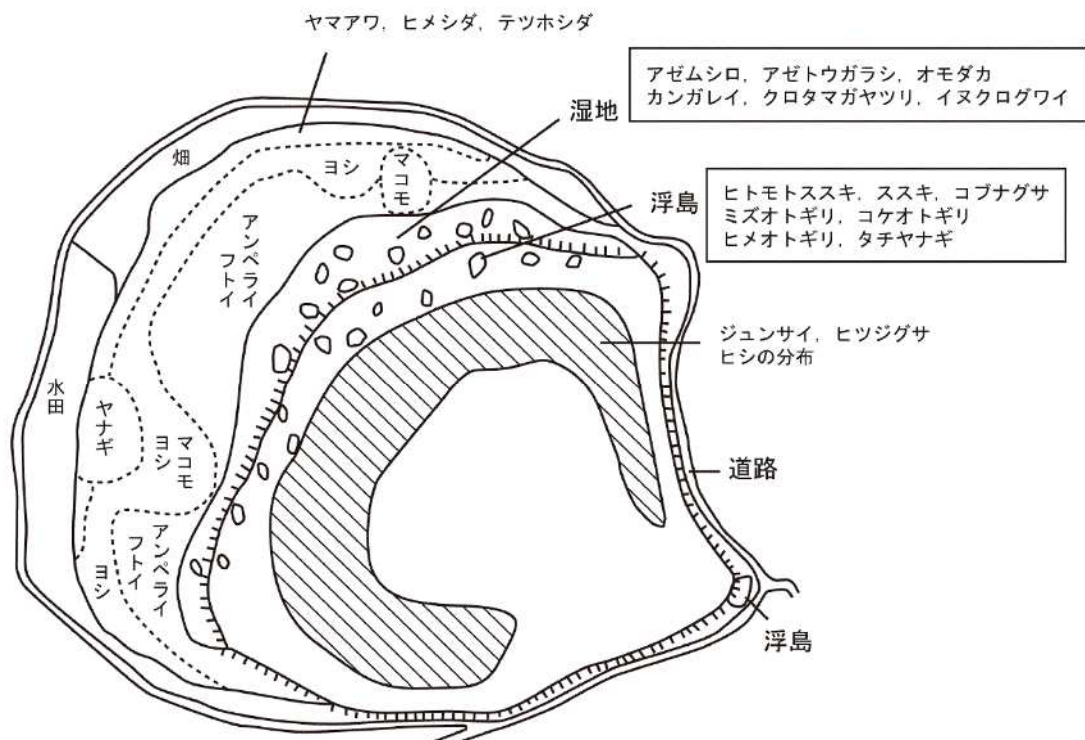 ヤマアワ，ヒメシダ，テツホシダ
アゼムシロ，アゼトウガラシ，オモダカ
カンガレイ，クロタマガヤツリ，イヌクログワイ
湿地
畑
ヨシ
マコモ
浮島
ヒトモトススキ，ススキ，コブナグサ
ミズオトギリ，コケオトギリ
ヒメオトギリ，タチヤナギ
アンペライ
フトイ
ジュンサイ，ヒツジグサ
ヒシの分布
水田
ヤナギ
マコモ
ヨシ
道路
アンペライ
フトイ
ヨシ
浮島